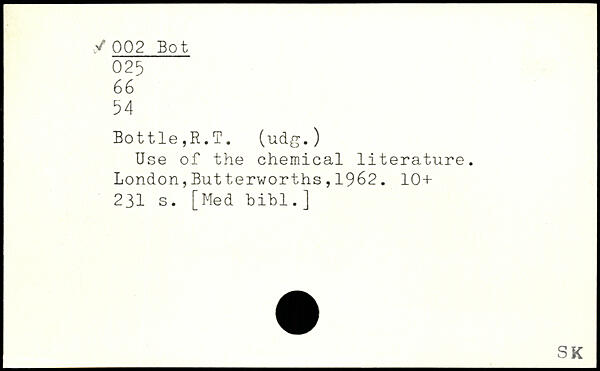 ✓ 002 Bot
025
66
54
Bottle,R.T. (udg.)
Use of the chemical literature.
London,Butterworths,1962. 10+
231 s. [Med bibl.]
SK